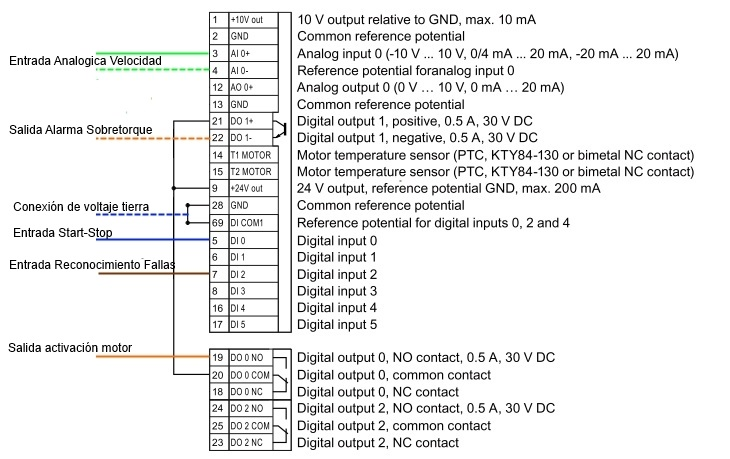 1 +10V out 10 V output relative to GND, max. 10 mA
2 GND Common reference potential
3 AI 0+ Analog input 0 (-10 V ... 10 V, 0/4 mA ... 20 mA, -20 mA ... 20 mA)
Entrada Analogica Velocidad
4 AI 0- Reference potential foranalog input 0
12 AO 0+ Analog output 0 (0 V … 10 V, 0 mA … 20 mA)
13 GND Common reference potential
21 DO 1+ Digital output 1, positive, 0.5 A, 30 V DC
Salida Alarma Sobretorque
22 DO 1- Digital output 1, negative, 0.5 A, 30 V DC
14 T1 MOTOR Motor temperature sensor (PTC, KTY84-130 or bimetal NC contact)
15 T2 MOTOR Motor temperature sensor (PTC, KTY84-130 or bimetal NC contact)
9 +24V out 24 V output, reference potential GND, max. 200 mA
Conexión de voltaje tierra
28 GND Common reference potential
69 DI COM1 Reference potential for digital inputs 0, 2 and 4
Entrada Start-Stop
5 DI 0 Digital input 0
6 DI 1 Digital input 1
Entrada Reconocimiento Fallas
7 DI 2 Digital input 2
8 DI 3 Digital input 3
16 DI 4 Digital input 4
17 DI 5 Digital input 5
Salida activación motor
19 DO 0 NO Digital output 0, NO contact, 0.5 A, 30 V DC
20 DO 0 COM Digital output 0, common contact
18 DO 0 NC Digital output 0, NC contact
24 DO 2 NO Digital output 2, NO contact, 0.5 A, 30 V DC
25 DO 2 COM Digital output 2, common contact
23 DO 2 NC Digital output 2, NC contact